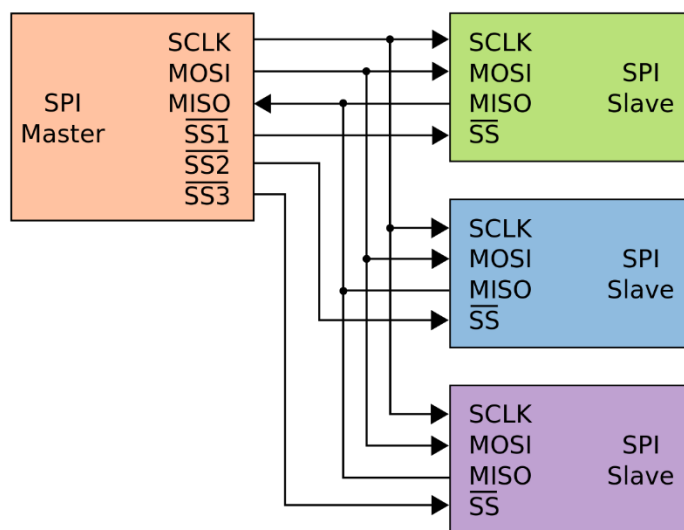 SCLK
MOSI
MISO
SS1
SS2
SS3
SPI
Master
SCLK
MOSI
MISO
SS
SPI
Slave
SCLK
MOSI
MISO
SS
SPI
Slave
SCLK
MOSI
MISO
SS
SPI
Slave